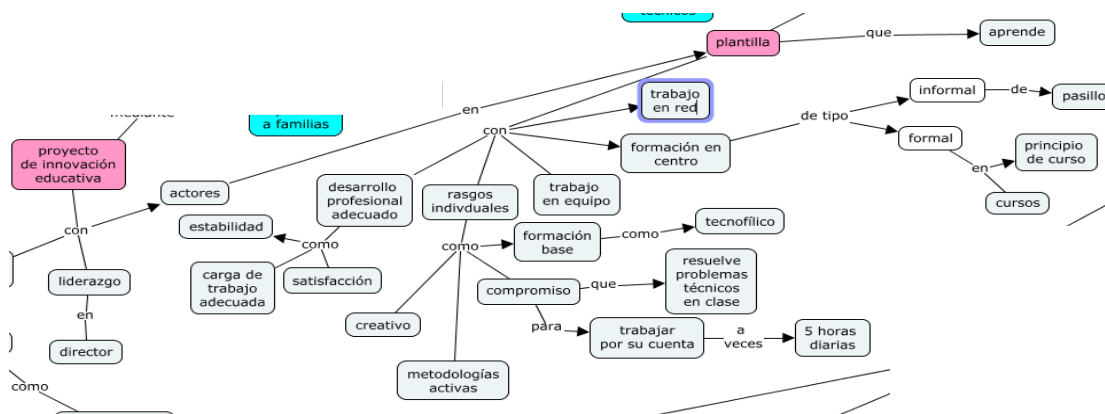 técnicos
plantilla
que
aprende
trabajo
en red
informal
de
pasillo
en
mediante
a familias
con
de tipo
formación en
centro
formal
principio
de curso
proyecto
de innovación
educativa
en
actores
desarrollo
profesional
adecuado
rasgos
indivduales
trabajo
en equipo
cursos
estabilidad
como
formación
base
como
tecnofílico
con
como
carga de
trabajo
adecuada
satisfacción
liderazgo
compromiso
que
resuelve
problemas
técnicos
en clase
en
creativo
para
trabajar
por su cuenta
a
veces
5 horas
diarias
director
metodologías
activas
como